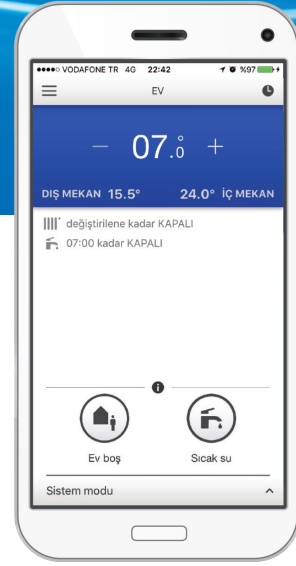 VODAFONE TR 4G 22:42 %97
EV
07.0°
DIŞ MEKAN 15.5° 24.0° İÇ MEKAN
değiştirilene kadar KAPALI
07:00 kadar KAPALI
Ev boş Sıcak su
Sistem modu